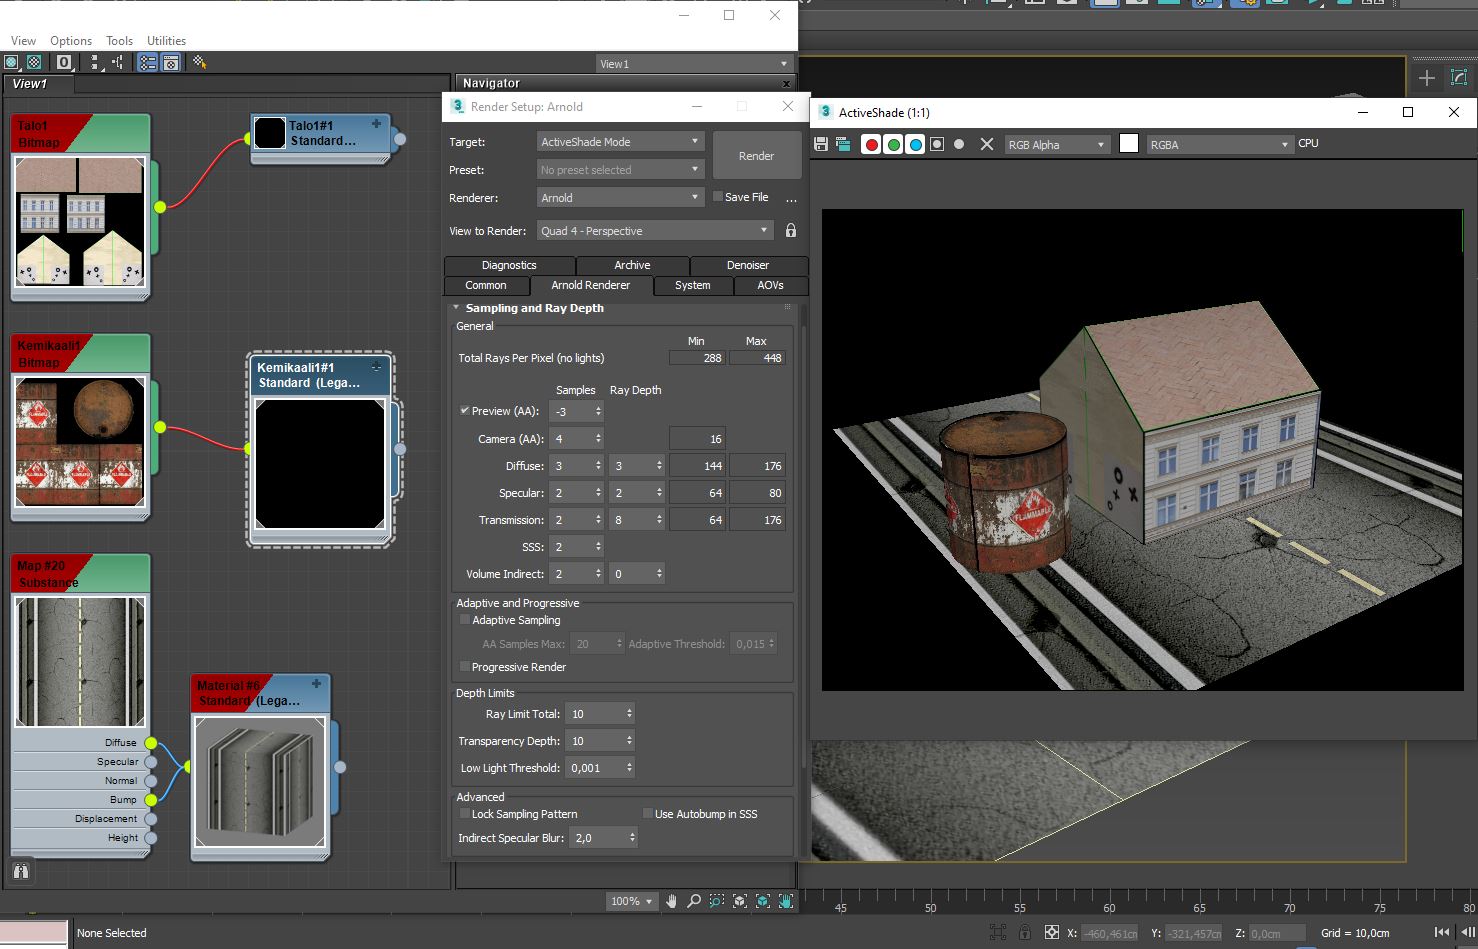 View Options Tools Utilities
View1
View1
Navigator
Talo1
Bitmap
Talo1#1
Standard...
Kemikaali1
Bitmap
Kemikaali1#1
Standard (Lega...
Map #20
Substance
Diffuse
Specular
Normal
Bump
Displacement
Height
Material #6
Standard (Lega...
100%
None Selected
3 Render Setup: Arnold
Target: ActiveShade Mode
Render
Preset: No preset selected
Renderer: Arnold Save File ...
View to Render: Quad 4 - Perspective
Diagnostics Archive Denoiser
Common Arnold Renderer System AOVs
Sampling and Ray Depth
General
Min Max
Total Rays Per Pixel (no lights) 288 448
Samples Ray Depth
Preview (AA): -3
Camera (AA): 4 16
Diffuse: 3 3 144 176
Specular: 2 2 64 80
Transmission: 2 8 64 176
SSS: 2
Volume Indirect: 2 0
Adaptive and Progressive
Adaptive Sampling
AA Samples Max: 20 Adaptive Threshold: 0,015
Progressive Render
Depth Limits
Ray Limit Total: 10
Transparency Depth: 10
Low Light Threshold: 0,001
Advanced
Lock Sampling Pattern Use Autobump in SSS
Indirect Specular Blur: 2,0
3 ActiveShade (1:1)
RGB Alpha RGBA CPU
FLAMMABLE
45 50 55 60 65 70 75 80
X: -460,461cm Y: -321,457cm Z: 0,0cm Grid = 10,0cm